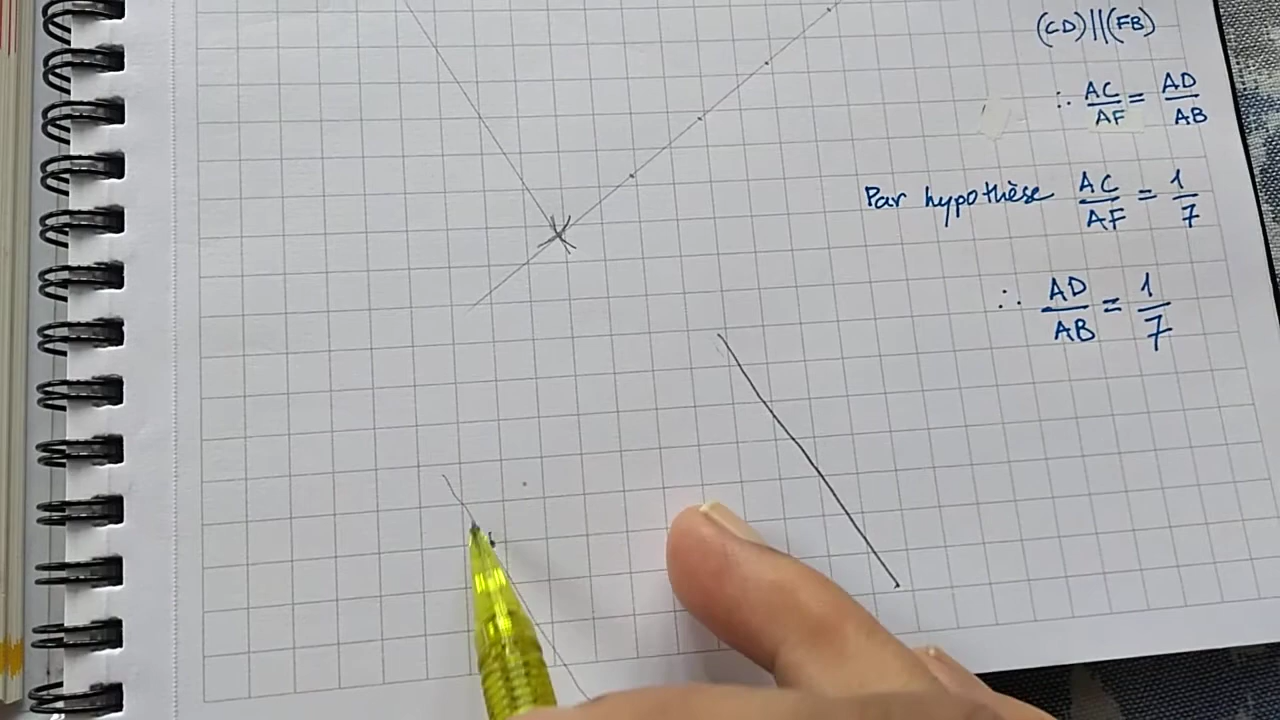 (CD)||(FB)
∴ AC/AF = AD/AB
Par hypothèse AC/AF = 1/7
∴ AD/AB = 1/7